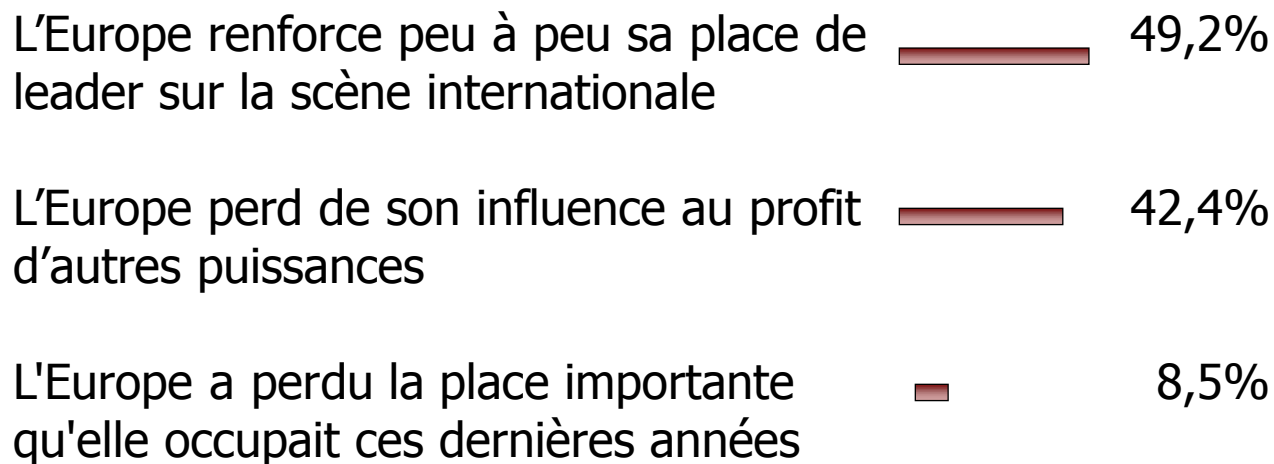 L’Europe renforce peu à peu sa place de 49,2%
leader sur la scène internationale
L’Europe perd de son influence au profit 42,4%
d’autres puissances
L'Europe a perdu la place importante 8,5%
qu'elle occupait ces dernières années